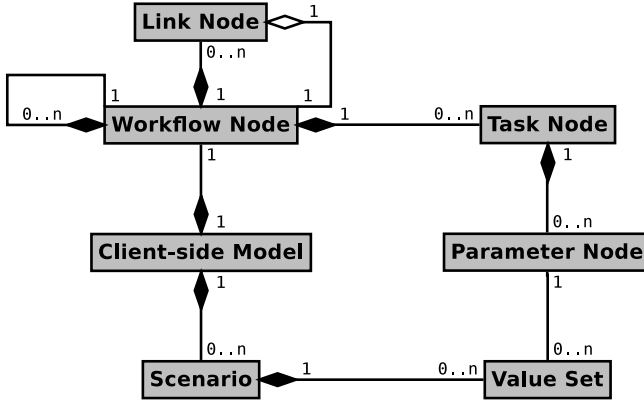 Link Node
1
0..n
1
1
1
0..n
Workflow Node
1
0..n
Task Node
1
1
1
0..n
Client-side Model
Parameter Node
1
1
0..n
0..n
Scenario
1
0..n
Value Set